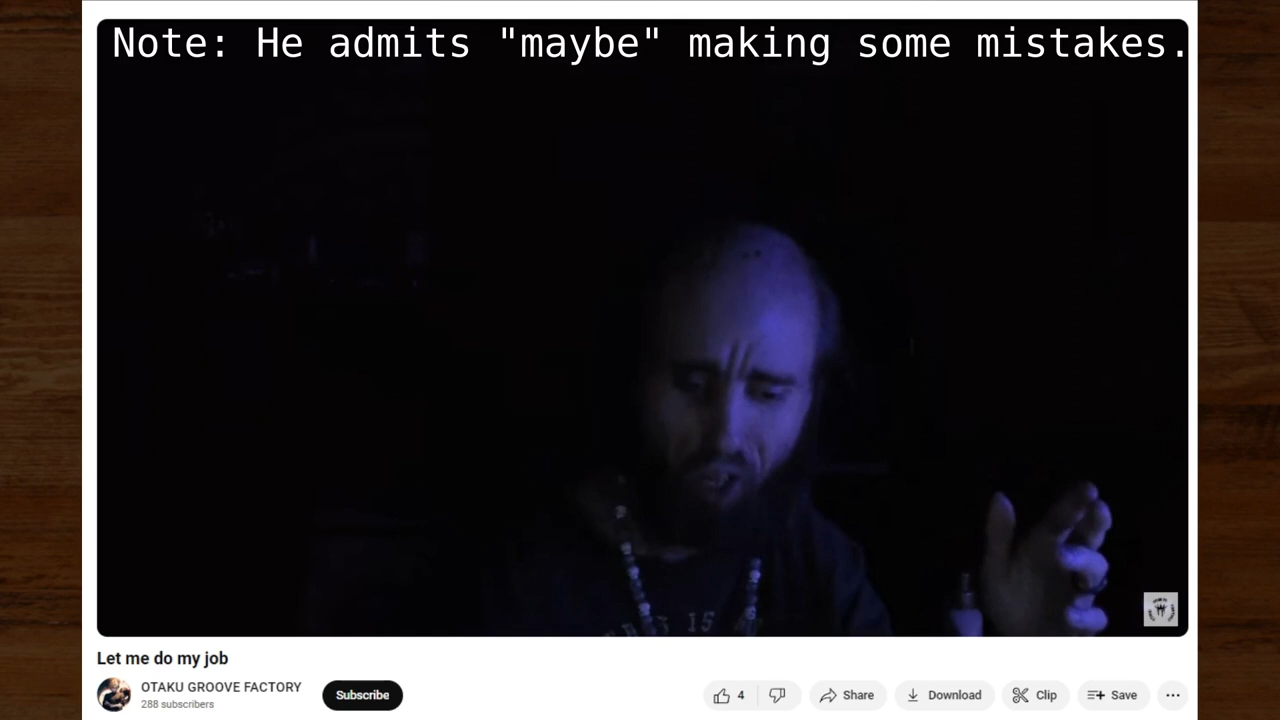 Note: He admits "maybe" making some mistakes.
15
Let me do my job
OTAKU GROOVE FACTORY
288 subscribers
Subscribe
4
Share
Download
Clip
Save